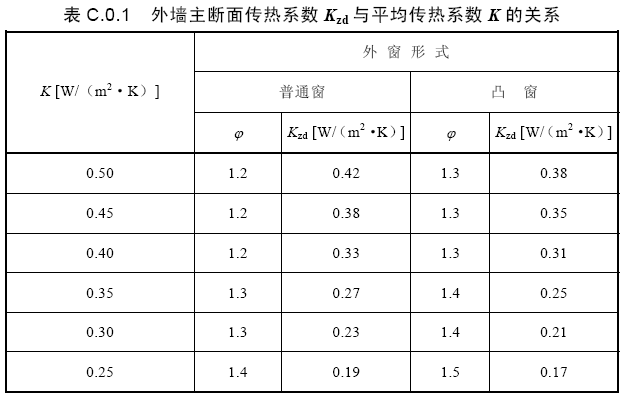 表 C.0.1 外墙主断面传热系数 Kzd 与平均传热系数 K 的关系
K [W/（m²·K）]
外 窗 形 式
普通窗 凸 窗
φ Kzd [W/（m²·K）] φ Kzd [W/（m²·K）]
0.50 1.2 0.42 1.3 0.38
0.45 1.2 0.38 1.3 0.35
0.40 1.2 0.33 1.3 0.31
0.35 1.3 0.27 1.4 0.25
0.30 1.3 0.23 1.4 0.21
0.25 1.4 0.19 1.5 0.17